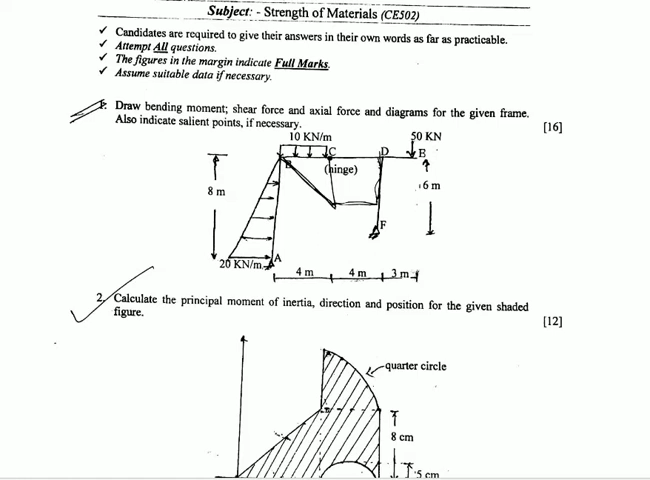 Subject: - Strength of Materials (CE502)
✓ Candidates are required to give their answers in their own words as far as practicable.
✓ Attempt All questions.
✓ The figures in the margin indicate Full Marks.
✓ Assume suitable data if necessary.
1. Draw bending moment; shear force and axial force and diagrams for the given frame.
Also indicate salient points, if necessary.
[16]
10 KN/m
50 KN
B
C
D
E
(hinge)
8 m
6 m
F
20 KN/m
A
4 m
4 m
3 m
2. Calculate the principal moment of inertia, direction and position for the given shaded
figure.
[12]
quarter circle
8 cm
5 cm